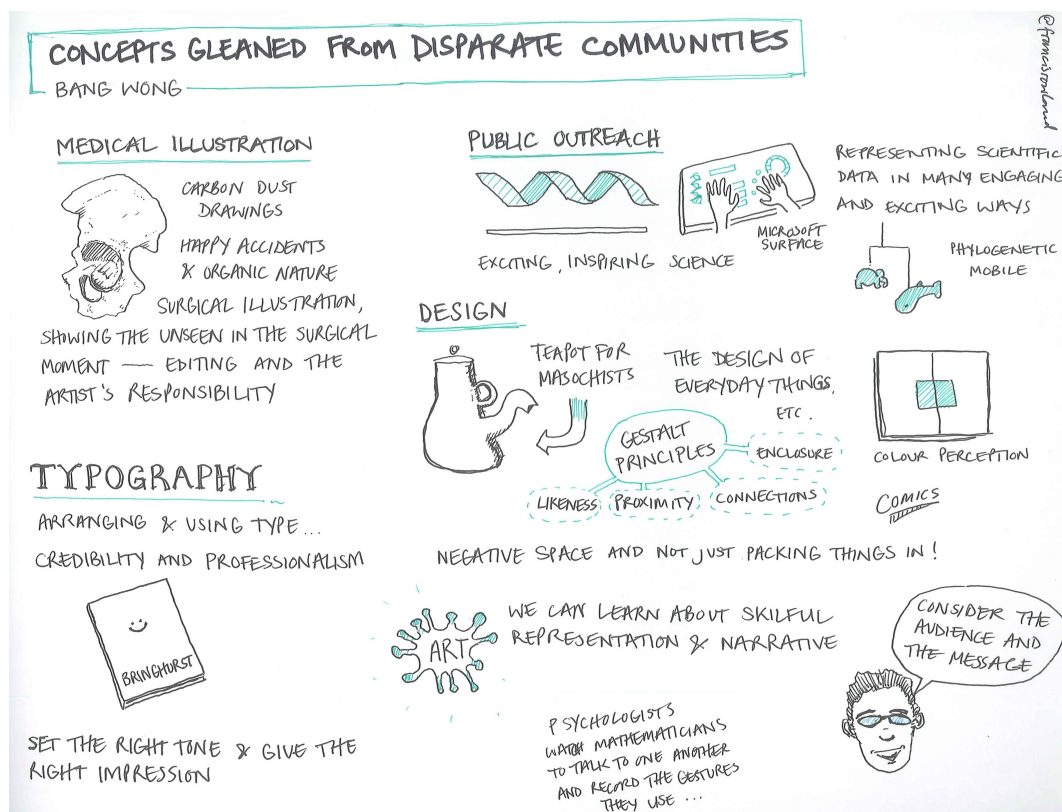 CONCEPTS GLEANED FROM DISPARATE COMMUNITIES
BANG WONG
@francisrowland
MEDICAL ILLUSTRATION
CARBON DUST
DRAWINGS
HAPPY ACCIDENTS
& ORGANIC NATURE
SURGICAL ILLUSTRATION,
SHOWING THE UNSEEN IN THE SURGICAL
MOMENT — EDITING AND THE
ARTIST'S RESPONSIBILITY
PUBLIC OUTREACH
EXCITING, INSPIRING SCIENCE
MICROSOFT
SURFACE
REPRESENTING SCIENTIFIC
DATA IN MANY ENGAGING
AND EXCITING WAYS
PHYLOGENETIC
MOBILE
DESIGN
TEAPOT FOR
MASOCHISTS
THE DESIGN OF
EVERYDAY THINGS,
ETC.
GESTALT
PRINCIPLES
ENCLOSURE
LIKENESS
PROXIMITY
CONNECTIONS
COLOUR PERCEPTION
COMICS
NEGATIVE SPACE AND NOT JUST PACKING THINGS IN!
TYPOGRAPHY
ARRANGING & USING TYPE...
CREDIBILITY AND PROFESSIONALISM
BRINGHURST
SET THE RIGHT TONE & GIVE THE
RIGHT IMPRESSION
ART
WE CAN LEARN ABOUT SKILFUL
REPRESENTATION & NARRATIVE
PSYCHOLOGISTS
WATCH MATHEMATICIANS
TO TALK TO ONE ANOTHER
AND RECORD THE GESTURES
THEY USE ...
CONSIDER THE
AUDIENCE AND
THE MESSAGE